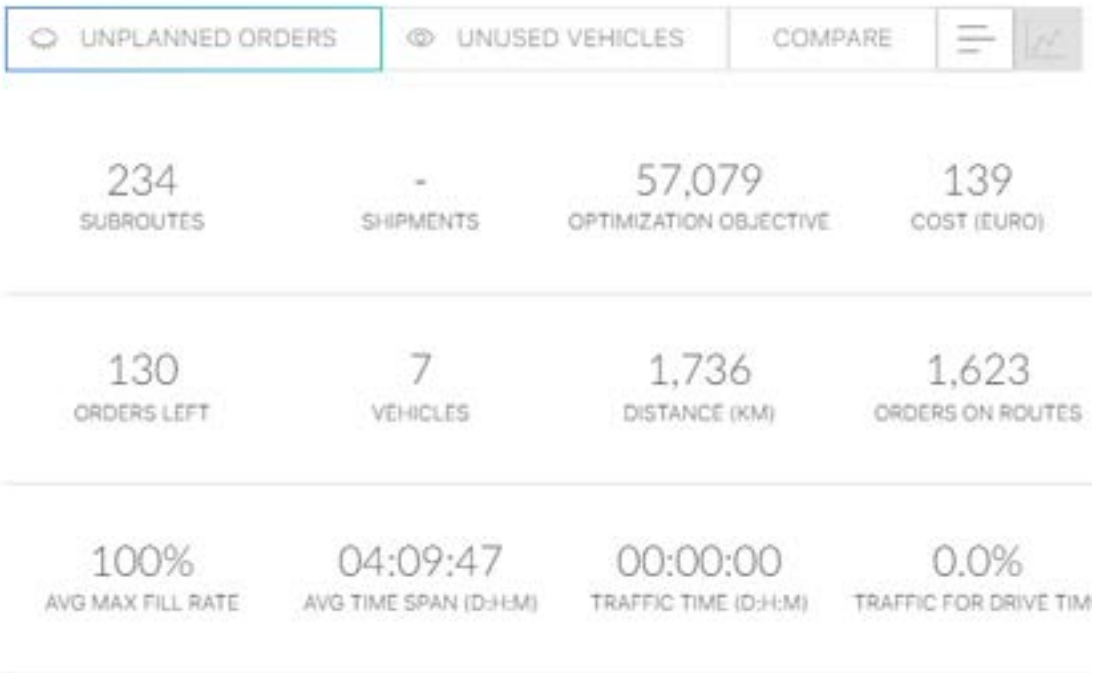 UNPLANNED ORDERS UNUSED VEHICLES COMPARE
234 - 57,079 139
SUBROUTES SHIPMENTS OPTIMIZATION OBJECTIVE COST (EURO)
130 7 1,736 1,623
ORDERS LEFT VEHICLES DISTANCE (KM) ORDERS ON ROUTES
100% 04:09:47 00:00:00 0.0%
AVG MAX FILL RATE AVG TIME SPAN (D:H:M) TRAFFIC TIME (D:H:M) TRAFFIC FOR DRIVE TIM